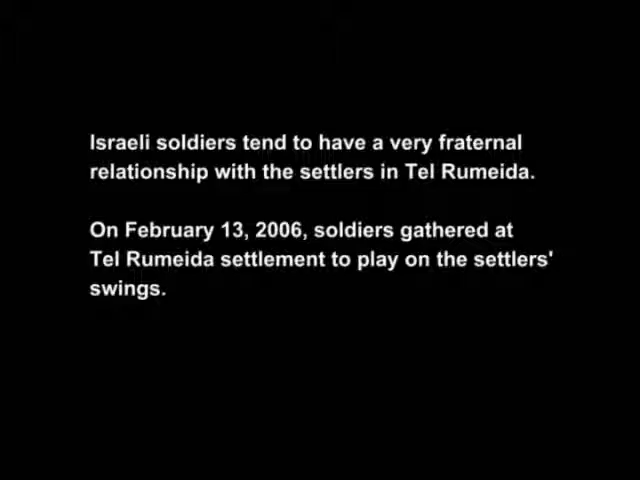 Israeli soldiers tend to have a very fraternal
relationship with the settlers in Tel Rumeida.
On February 13, 2006, soldiers gathered at
Tel Rumeida settlement to play on the settlers'
swings.